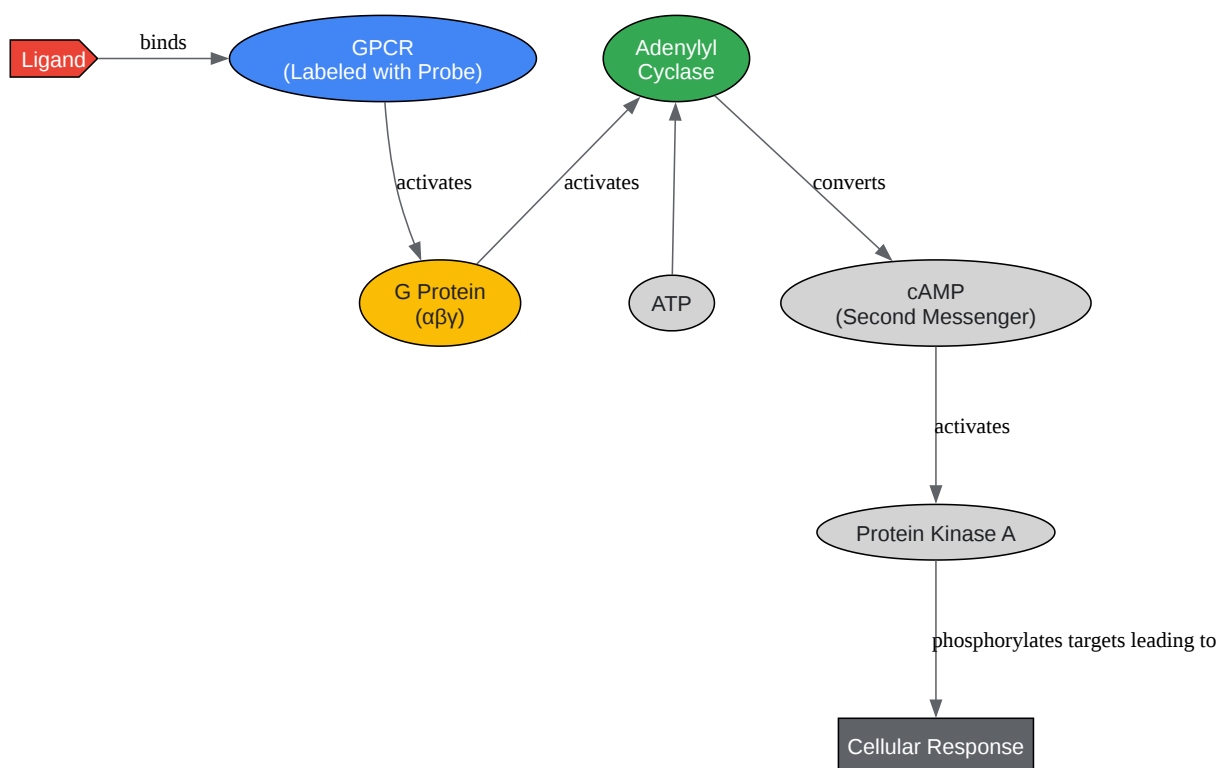 Ligand
binds
GPCR
(Labeled with Probe)
Adenylyl
Cyclase
activates
activates
converts
G Protein
(αβγ)
ATP
cAMP
(Second Messenger)
activates
Protein Kinase A
phosphorylates targets leading to
Cellular Response